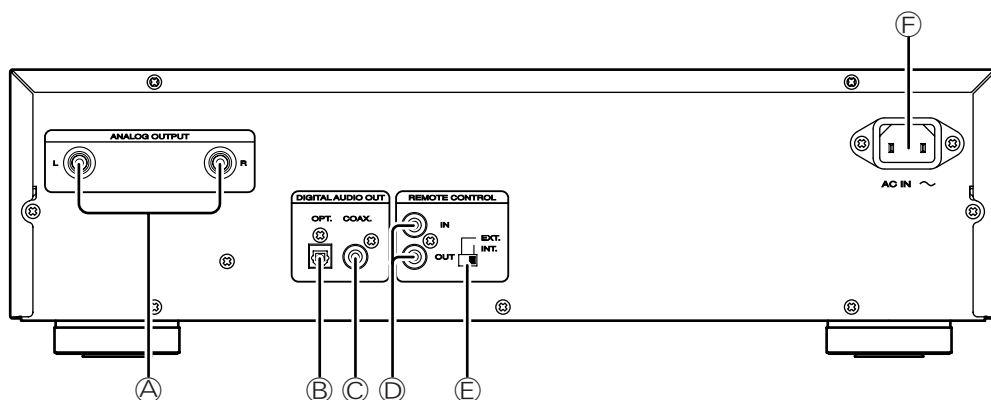 Ⓕ
ANALOG OUTPUT
L R
AC IN ～
DIGITAL AUDIO OUT
OPT. COAX.
REMOTE CONTROL
IN
OUT
EXT.
INT.
Ⓐ Ⓑ Ⓒ Ⓓ Ⓔ